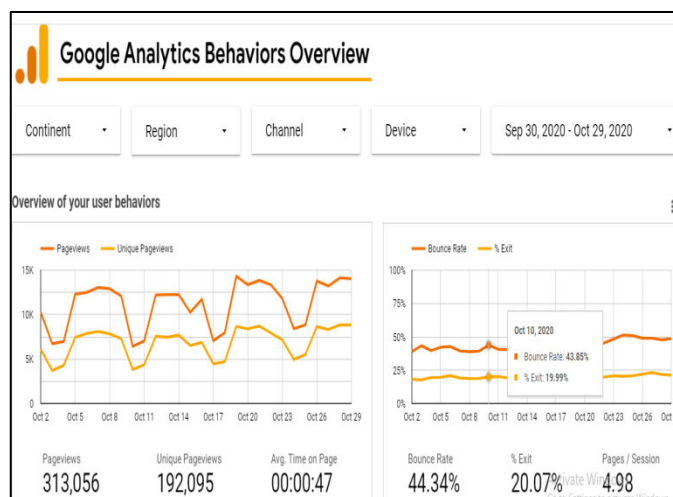 Google Analytics Behaviors Overview
Continent
Region
Channel
Device
Sep 30, 2020 - Oct 29, 2020
Overview of your user behaviors
Pageviews
Unique Pageviews
15K
10K
5K
0
Oct 2
Oct 5
Oct 8
Oct 11
Oct 14
Oct 17
Oct 20
Oct 23
Oct 26
Oct 29
Pageviews
313,056
Unique Pageviews
192,095
Avg. Time on Page
00:00:47
Bounce Rate
% Exit
100%
75%
50%
25%
0%
Oct 2
Oct 5
Oct 8
Oct 11
Oct 10, 2020
Bounce Rate: 43.85%
% Exit: 19.99%
Oct 23
Oct 26
Oct
Bounce Rate
44.34%
% Exit
20.07%
Pages / Session
4.98